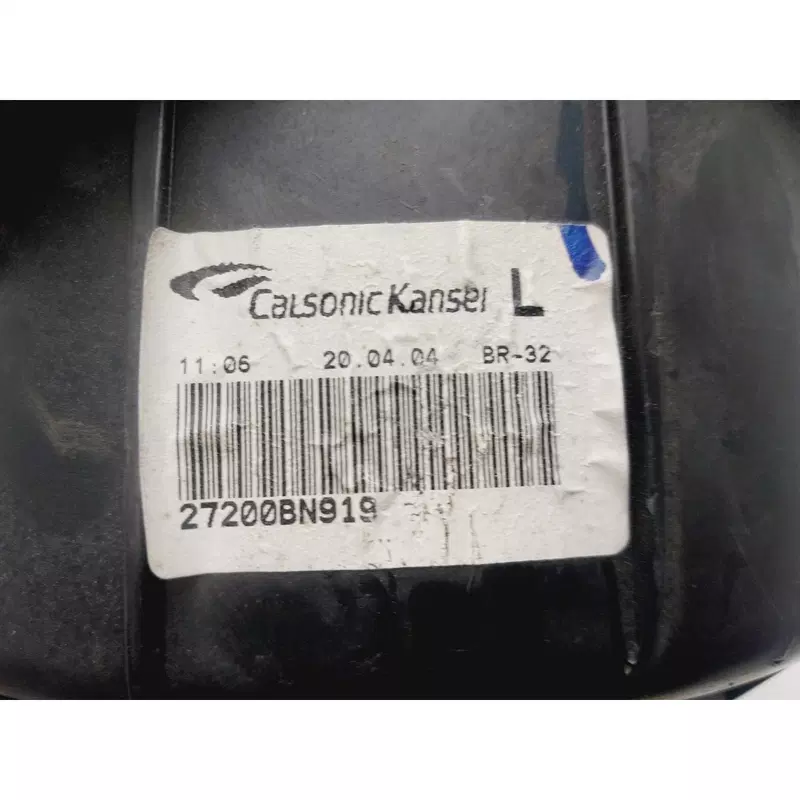 CalsonicKansei L
11:06 20.04.04 BR-32
27200BN919